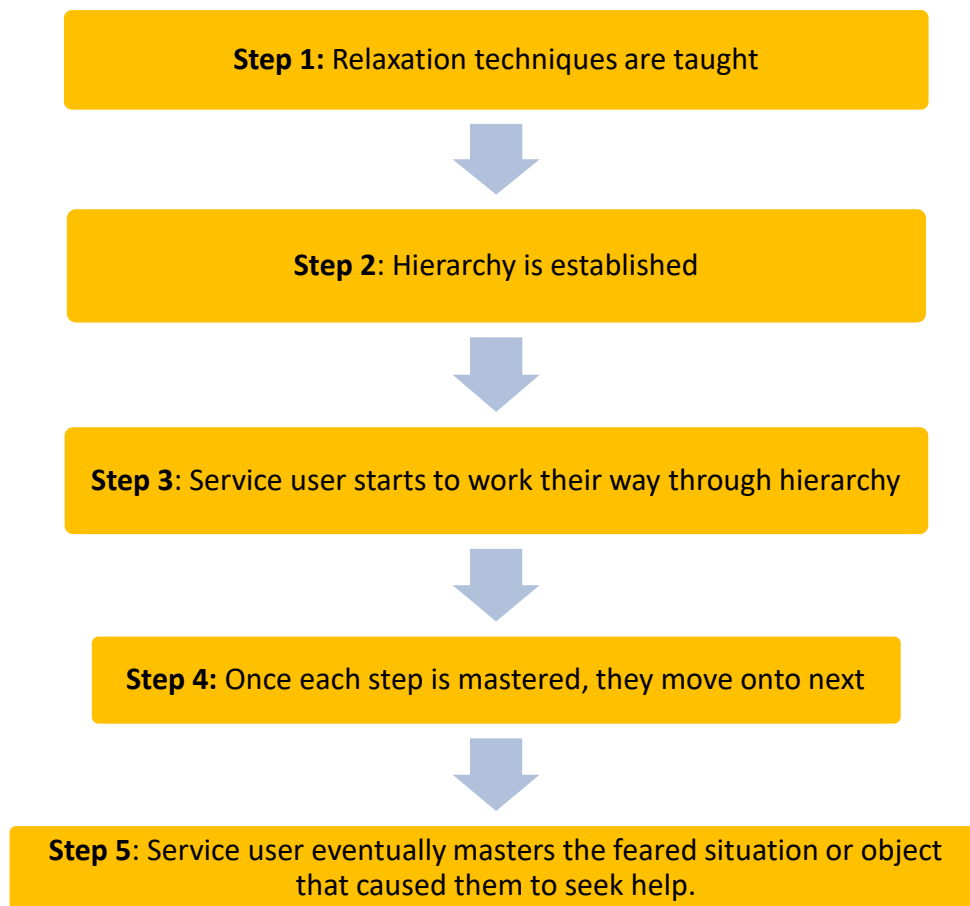 Step 1: Relaxation techniques are taught
Step 2: Hierarchy is established
Step 3: Service user starts to work their way through hierarchy
Step 4: Once each step is mastered, they move onto next
Step 5: Service user eventually masters the feared situation or object
that caused them to seek help.